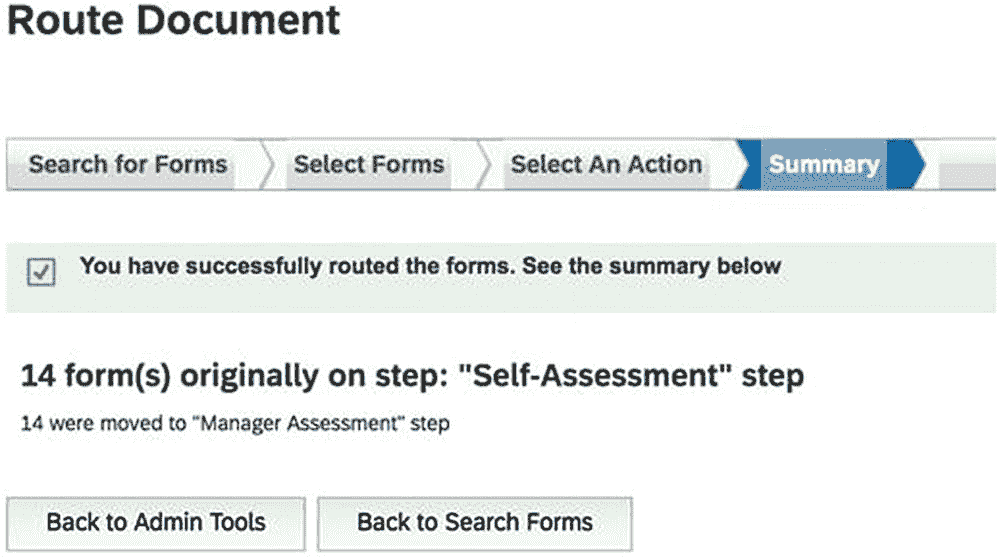 Route Document
Search for Forms Select Forms Select An Action Summary
You have successfully routed the forms. See the summary below
14 form(s) originally on step: "Self-Assessment" step
14 were moved to "Manager Assessment" step
Back to Admin Tools Back to Search Forms